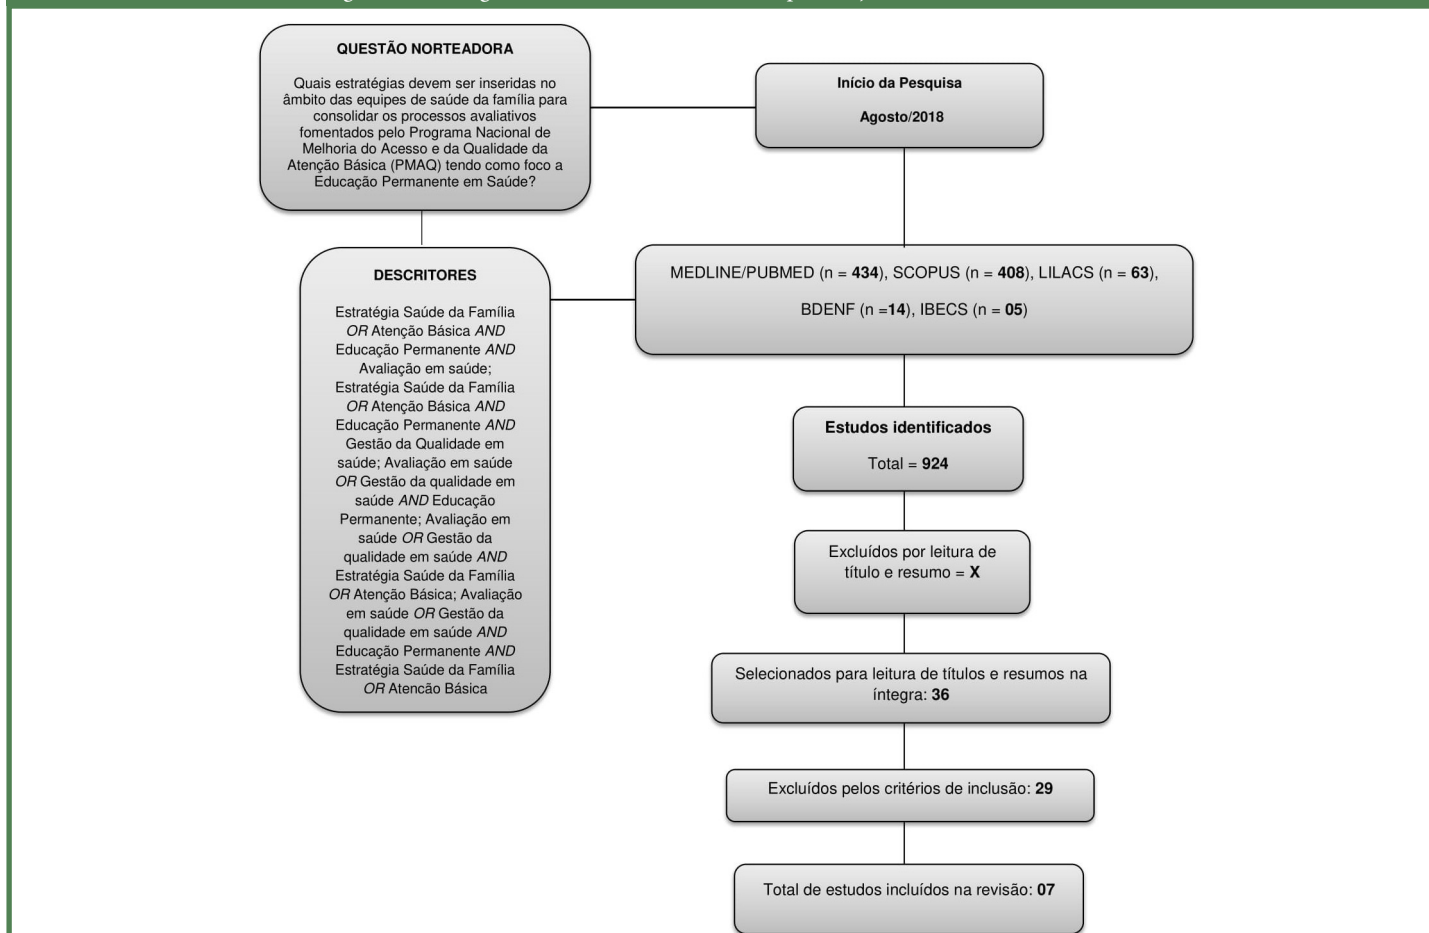 QUESTÃO NORTEADORA
Quais estratégias devem ser inseridas no
âmbito das equipes de saúde da família para
consolidar os processos avaliativos
fomentados pelo Programa Nacional de
Melhoria do Acesso e da Qualidade da
Atenção Básica (PMAQ) tendo como foco a
Educação Permanente em Saúde?
Início da Pesquisa
Agosto/2018
DESCRITORES
Estratégia Saúde da Família
OR Atenção Básica AND
Educação Permanente AND
Avaliação em saúde;
Estratégia Saúde da Família
OR Atenção Básica AND
Educação Permanente AND
Gestão da Qualidade em
saúde; Avaliação em saúde
OR Gestão da qualidade em
saúde AND Educação
Permanente; Avaliação em
saúde OR Gestão da
qualidade em saúde AND
Estratégia Saúde da Família
OR Atenção Básica; Avaliação
em saúde OR Gestão da
qualidade em saúde AND
Educação Permanente AND
Estratégia Saúde da Família
OR Atencão Básica
MEDLINE/PUBMED (n = 434), SCOPUS (n = 408), LILACS (n = 63),
BDENF (n =14), IBECS (n = 05)
Estudos identificados
Total = 924
Excluídos por leitura de
título e resumo = X
Selecionados para leitura de títulos e resumos na
íntegra: 36
Excluídos pelos critérios de inclusão: 29
Total de estudos incluídos na revisão: 07